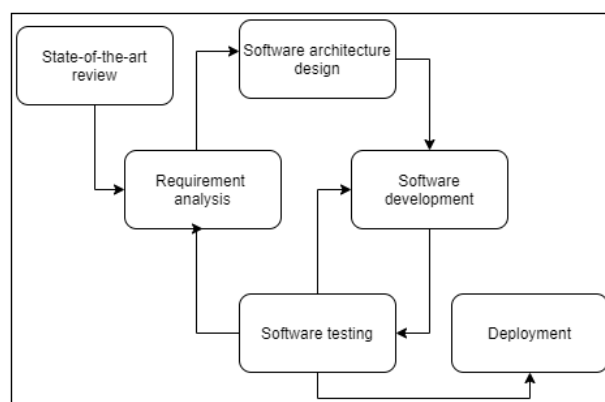 State-of-the-art
review
Software architecture
design
Requirement
analysis
Software
development
Software testing
Deployment